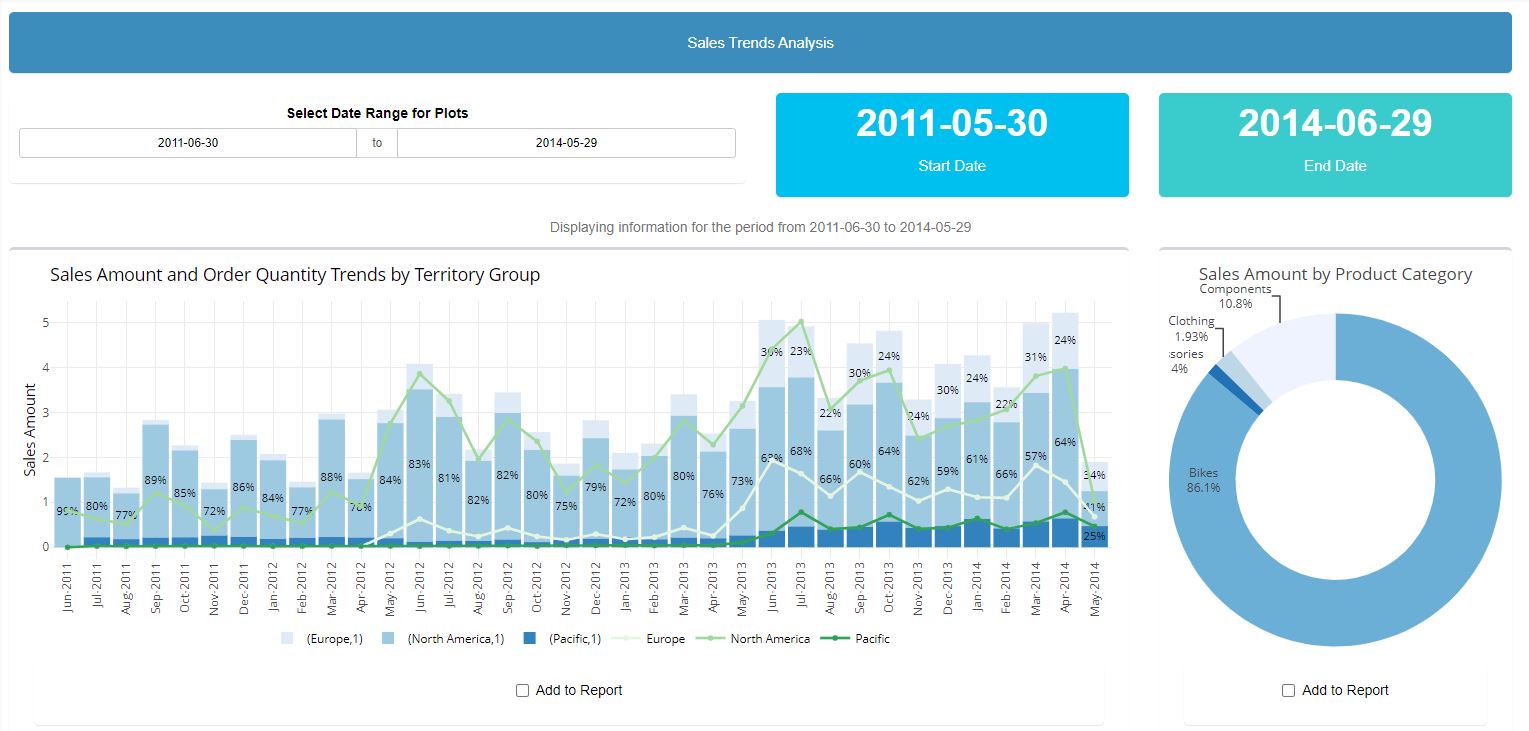 Sales Trends Analysis
Select Date Range for Plots
2011-06-30 to 2014-05-29
2011-05-30
Start Date
2014-06-29
End Date
Displaying information for the period from 2011-06-30 to 2014-05-29
Sales Amount and Order Quantity Trends by Territory Group
Sales Amount
5
4
3
2
1
0
80%
77%
89%
85%
72%
86%
84%
77%
88%
84%
83%
81%
82%
82%
80%
75%
79%
72%
80%
80%
76%
73%
30%
68%
23%
66%
22%
60%
30%
64%
24%
62%
24%
59%
30%
61%
24%
66%
22%
57%
31%
64%
24%
34%
41%
25%
Jun-2011
Jul-2011
Aug-2011
Sep-2011
Oct-2011
Nov-2011
Dec-2011
Jan-2012
Feb-2012
Mar-2012
Apr-2012
May-2012
Jun-2012
Jul-2012
Aug-2012
Sep-2012
Oct-2012
Nov-2012
Dec-2012
Jan-2013
Feb-2013
Mar-2013
Apr-2013
May-2013
Jun-2013
Jul-2013
Aug-2013
Sep-2013
Oct-2013
Nov-2013
Dec-2013
Jan-2014
Feb-2014
Mar-2014
Apr-2014
May-2014
(Europe,1) (North America,1) (Pacific,1) Europe North America Pacific
Add to Report
Sales Amount by Product Category
Components
10.8%
Clothing
1.93%
sories
4%
Bikes
86.1%
Add to Report